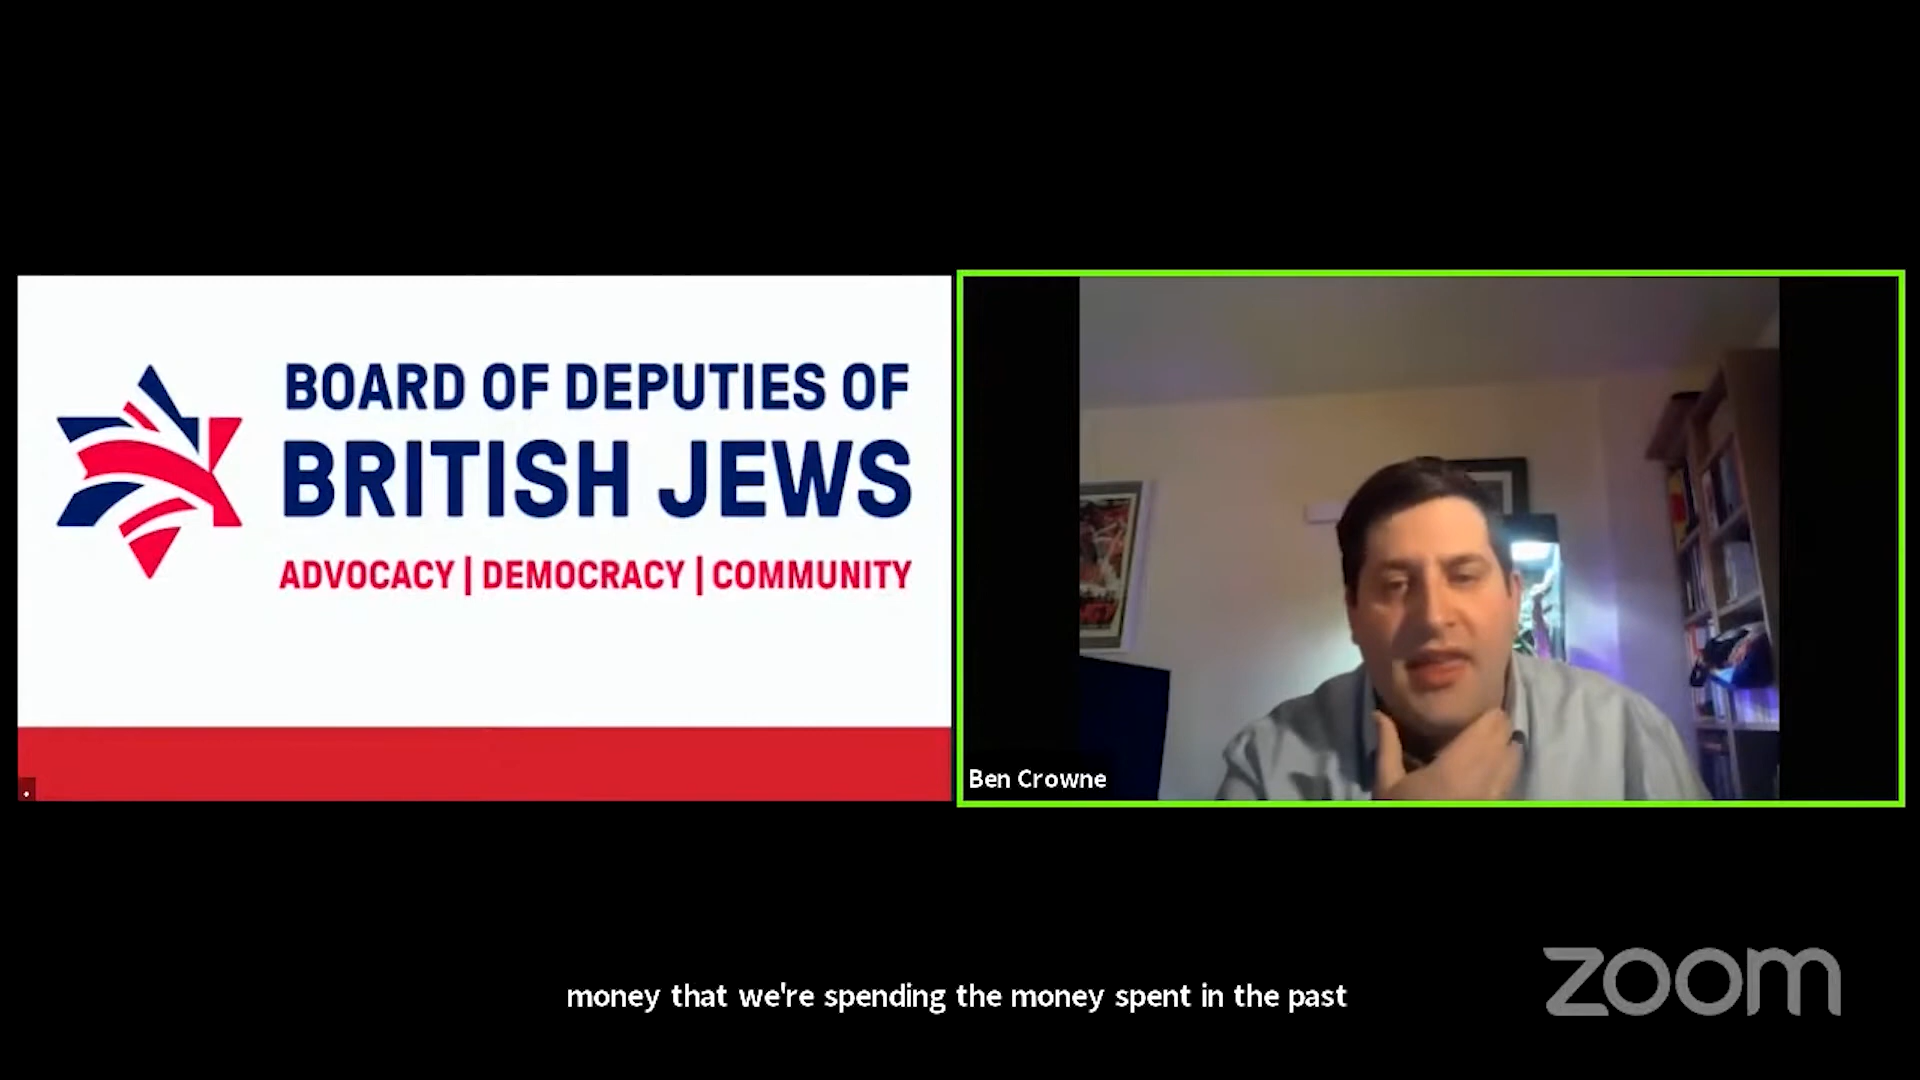 BOARD OF DEPUTIES OF
BRITISH JEWS
ADVOCACY | DEMOCRACY | COMMUNITY
Ben Crowne
money that we're spending the money spent in the past
zoom